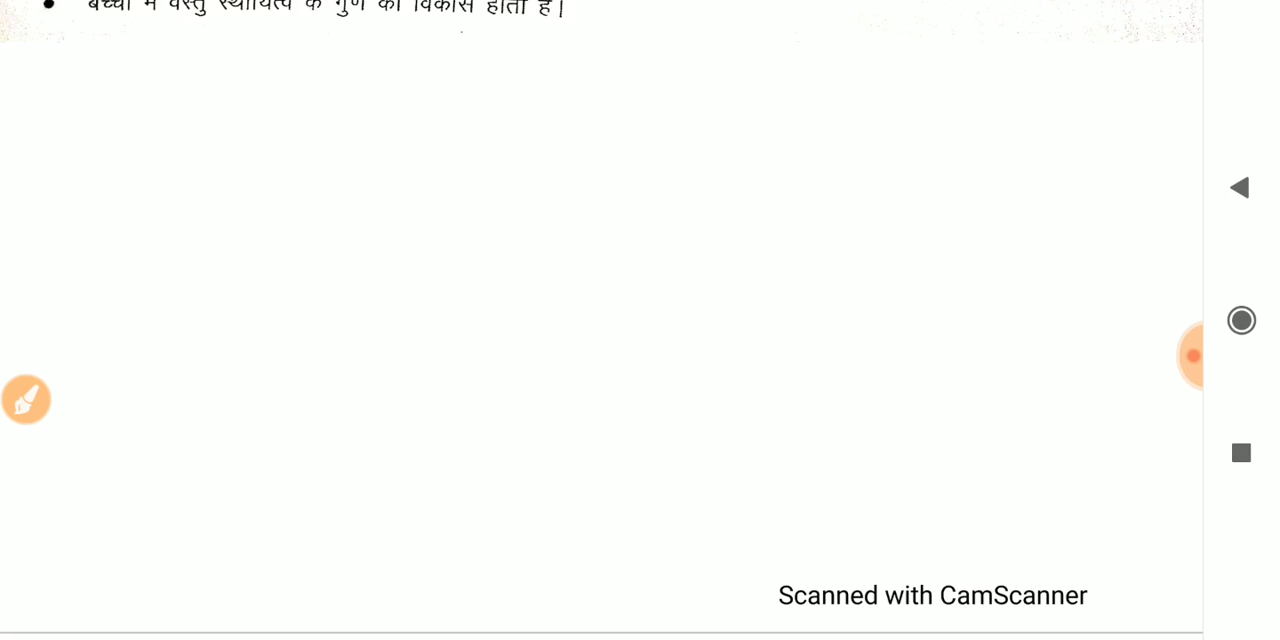 • बच्चों में वस्तु स्थायित्व के गुण का विकास होता है।
Scanned with CamScanner